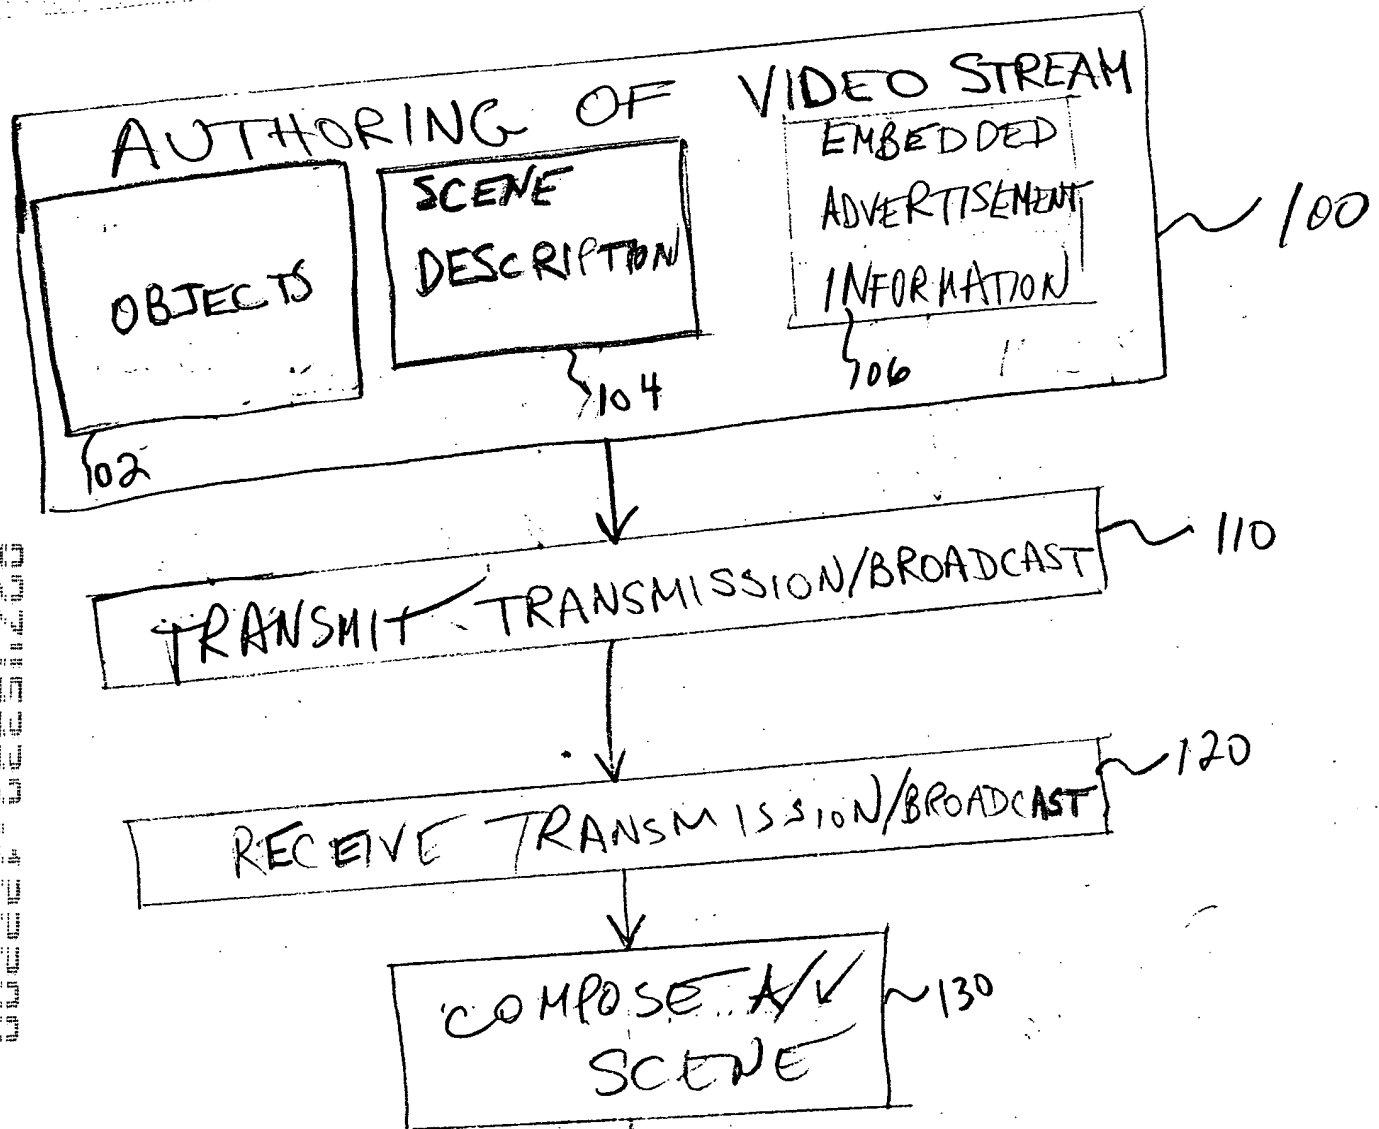 AUTHORING OF VIDEO STREAM
OBJECTS
102
SCENE
DESCRIPTION
104
EMBEDDED
ADVERTISEMENT
INFORMATION
106
100
TRANSMIT TRANSMISSION/BROADCAST
110
RECEIVE TRANSMISSION/BROADCAST
120
COMPOSE A/V
SCENE
130